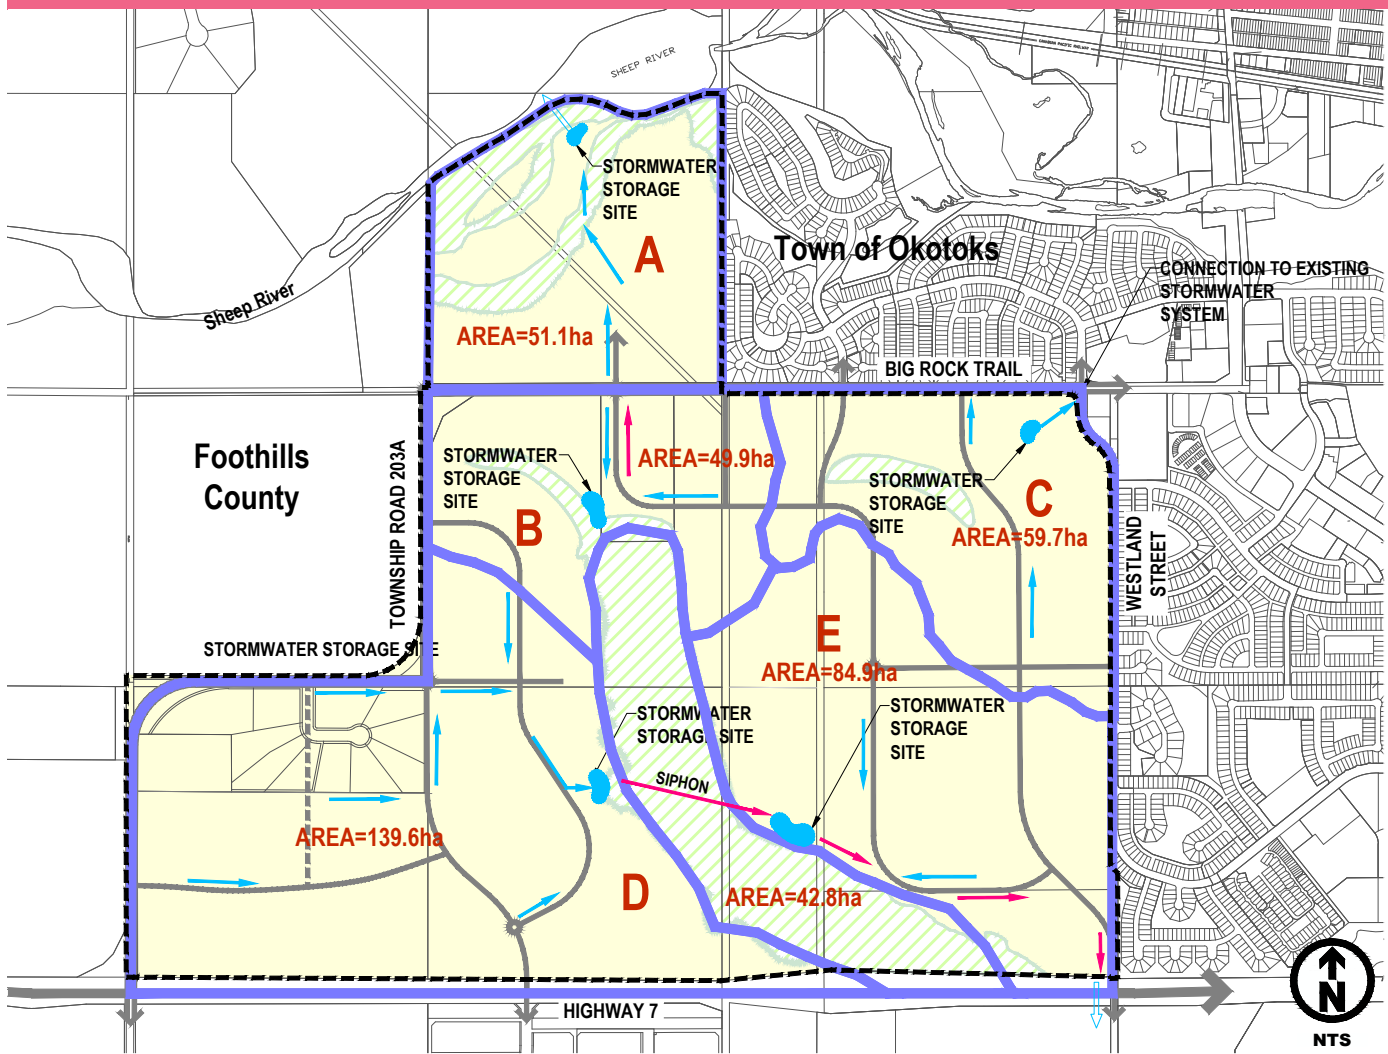 SHEEP RIVER
CANADIAN PACIFIC RAILWAY
STORMWATER
STORAGE
SITE
A
Town of Okotoks
CONNECTION TO EXISTING
STORMWATER
SYSTEM
Sheep River
AREA=51.1ha
BIG ROCK TRAIL
Foothills
County
TOWNSHIP ROAD 203A
STORMWATER
STORAGE
SITE
AREA=49.9ha
B
STORMWATER
STORAGE
SITE
C
AREA=59.7ha
WESTLAND
STREET
STORMWATER STORAGE SITE
E
AREA=84.9ha
STORMWATER
STORAGE SITE
STORMWATER
STORAGE
SITE
SIPHON
AREA=139.6ha
D
AREA=42.8ha
HIGHWAY 7
N
NTS